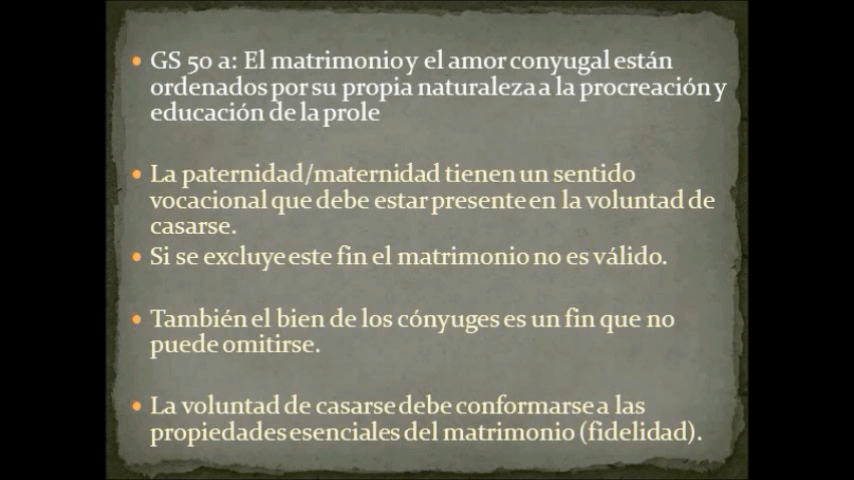 • GS 50 a: El matrimonio y el amor conyugal están
ordenados por su propia naturaleza a la procreación y
educación de la prole
• La paternidad/maternidad tienen un sentido
vocacional que debe estar presente en la voluntad de
casarse.
• Si se excluye este fin el matrimonio no es válido.
• También el bien de los cónyuges es un fin que no
puede omitirse.
• La voluntad de casarse debe conformarse a las
propiedades esenciales del matrimonio (fidelidad).